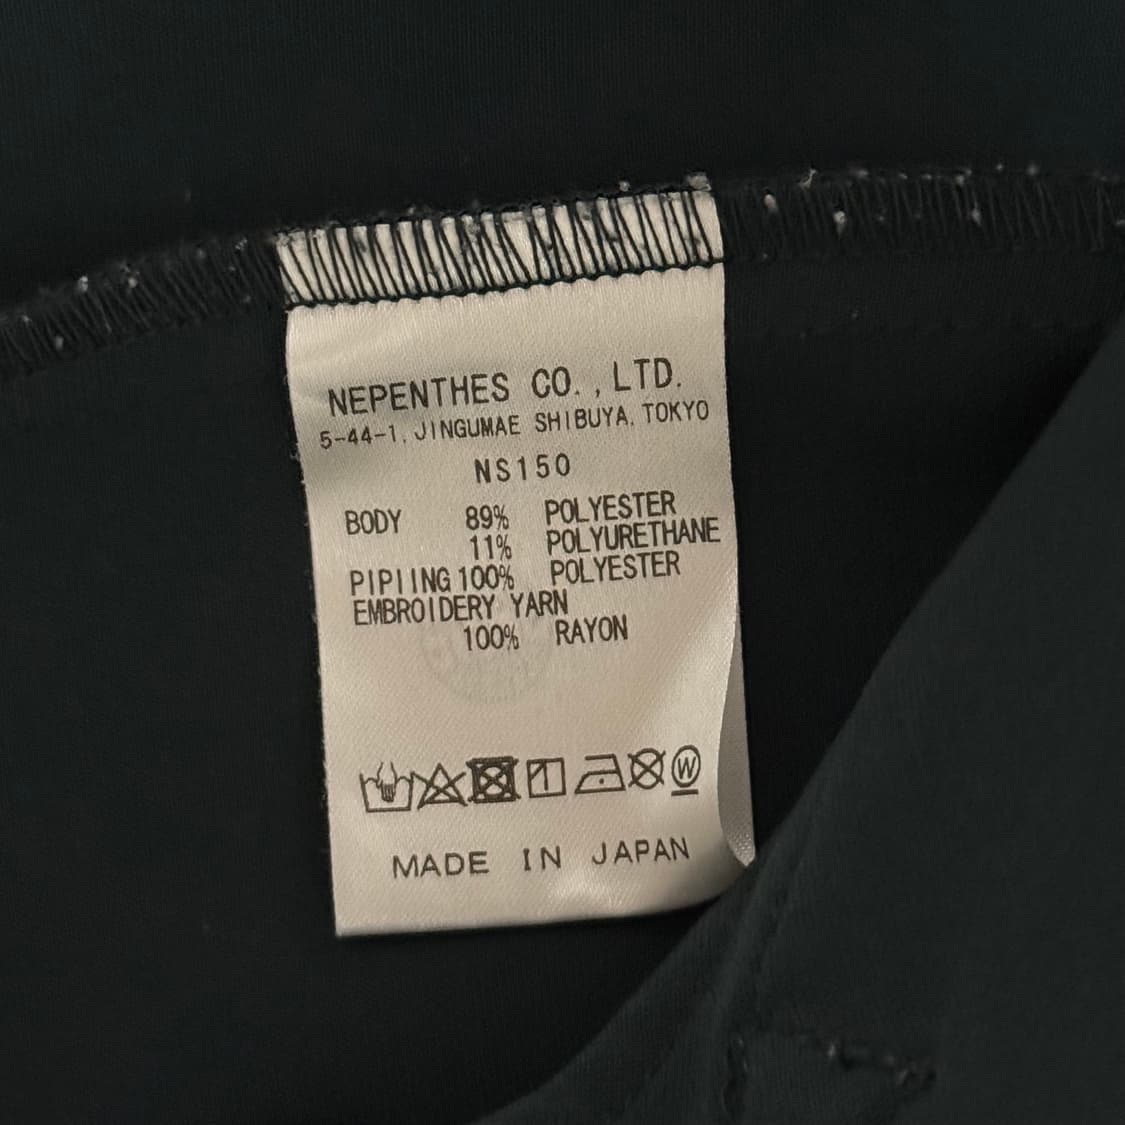 NEPENTHES CO.,LTD.
5-44-1, JINGUMAE SHIBUYA, TOKYO
NS150
BODY 89% POLYESTER
11% POLYURETHANE
PIPIING 100% POLYESTER
EMBROIDERY YARN
100% RAYON
W
MADE IN JAPAN